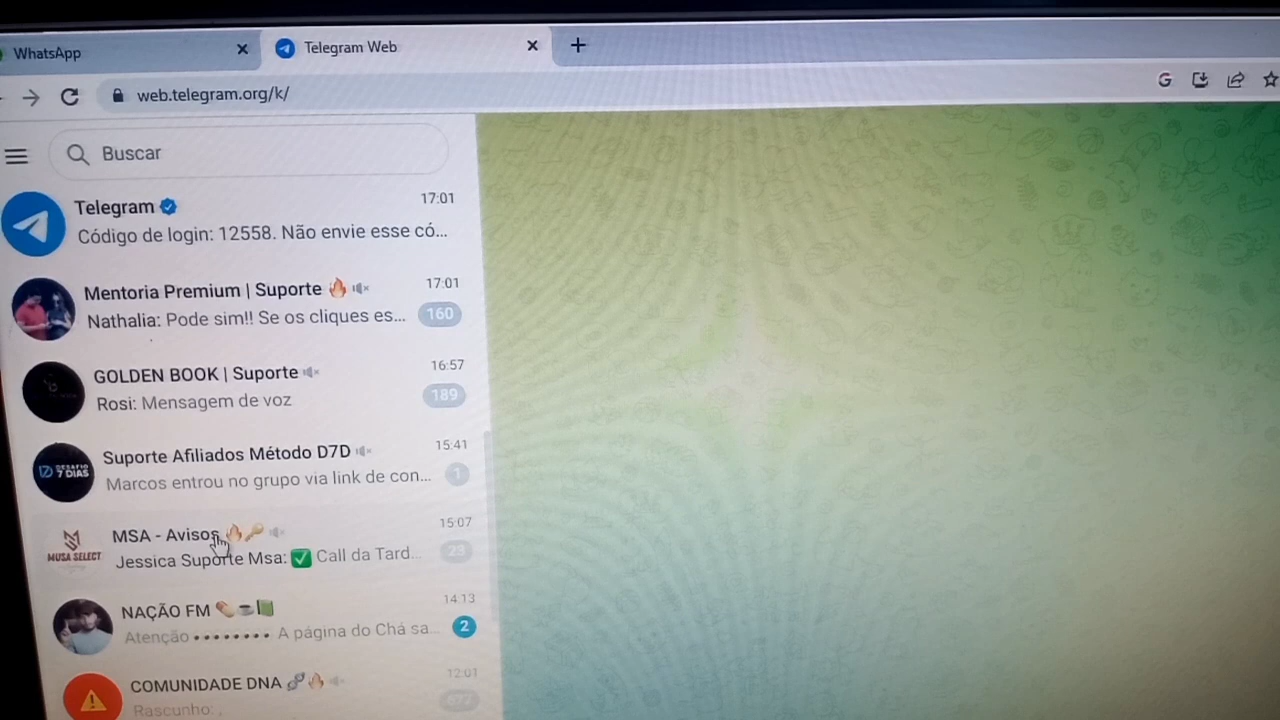 WhatsApp
Telegram Web
web.telegram.org/k/
Buscar
Telegram 17:01
Código de login: 12558. Não envie esse có...
Mentoria Premium | Suporte 🔥 17:01
Nathalia: Pode sim!! Se os cliques es... 160
GOLDEN BOOK | Suporte 16:57
Rosi: Mensagem de voz 189
Suporte Afiliados Método D7D 15:41
DESAFIO
7 DIAS
Marcos entrou no grupo via link de con... 1
MSA - Avisos 🔥🔑 15:07
MUSA SELECT
Jessica Suporte Msa: ✅ Call da Tard... 23
NAÇÃO FM 14:13
Atenção •••••••• A página do Chá sa... 2
COMUNIDADE DNA 🧬🔥 12:01
Rascunho: .